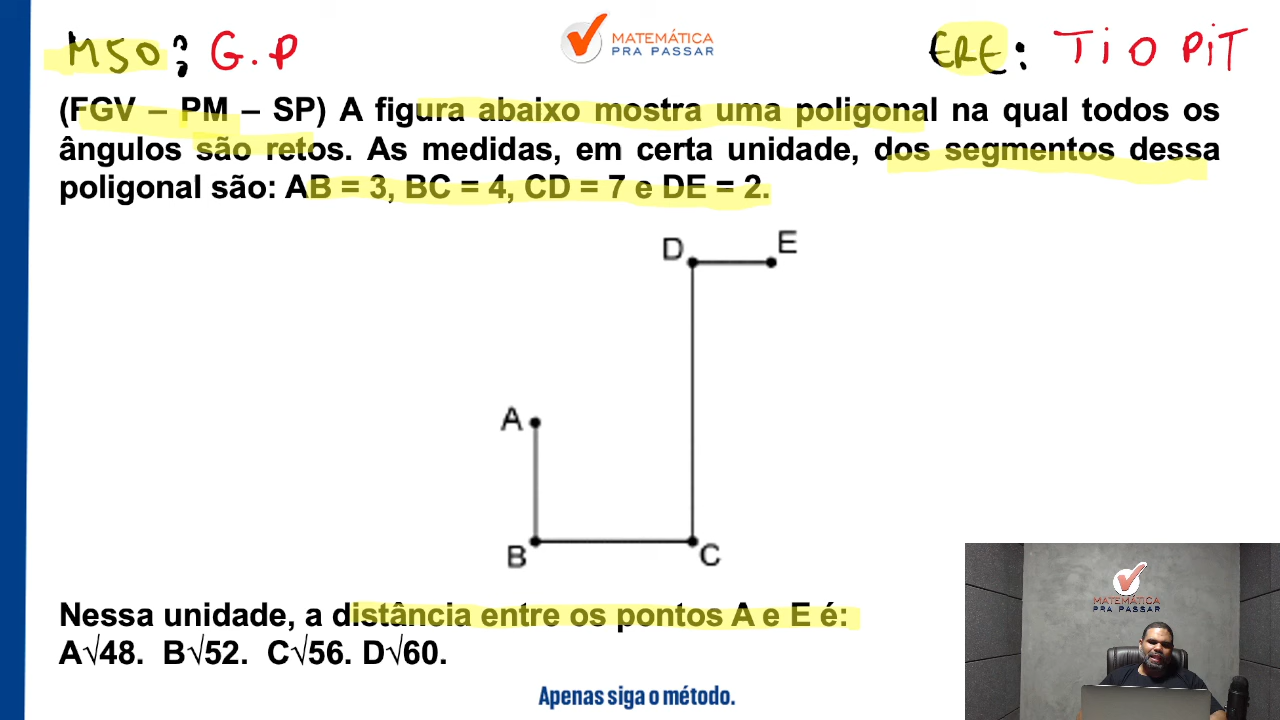 MSO: G.P
MATEMÁTICA
PRA PASSAR
ERE: TiO PiT
(FGV – PM – SP) A figura abaixo mostra uma poligonal na qual todos os
ângulos são retos. As medidas, em certa unidade, dos segmentos dessa
poligonal são: AB = 3, BC = 4, CD = 7 e DE = 2.
D E
A
B C
Nessa unidade, a distância entre os pontos A e E é:
A√48. B√52. C√56. D√60.
Apenas siga o método.
MATEMÁTICA
PRA PASSAR